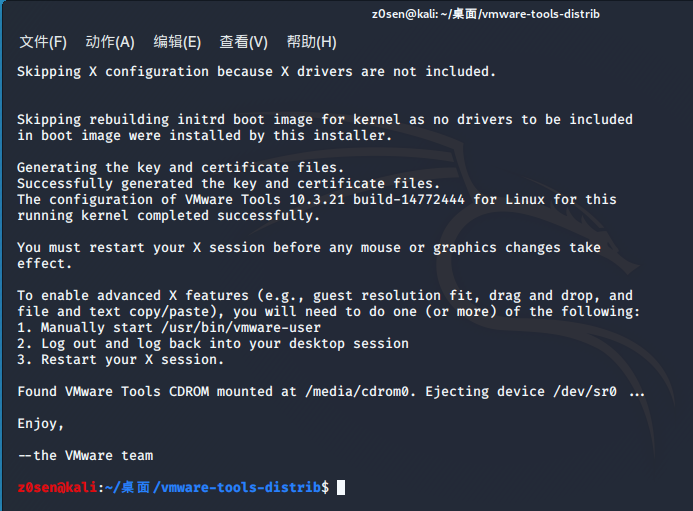 z0sen@kali: ~/桌面/vmware-tools-distrib
文件(F) 动作(A) 编辑(E) 查看(V) 帮助(H)
Skipping X configuration because X drivers are not included.
Skipping rebuilding initrd boot image for kernel as no drivers to be included
in boot image were installed by this installer.
Generating the key and certificate files.
Successfully generated the key and certificate files.
The configuration of VMware Tools 10.3.21 build-14772444 for Linux for this
running kernel completed successfully.
You must restart your X session before any mouse or graphics changes take
effect.
To enable advanced X features (e.g., guest resolution fit, drag and drop, and
file and text copy/paste), you will need to do one (or more) of the following:
1. Manually start /usr/bin/vmware-user
2. Log out and log back into your desktop session
3. Restart your X session.
Found VMware Tools CDROM mounted at /media/cdrom0. Ejecting device /dev/sr0 ...
Enjoy,
--the VMware team
z0sen@kali:~/桌面/vmware-tools-distrib$